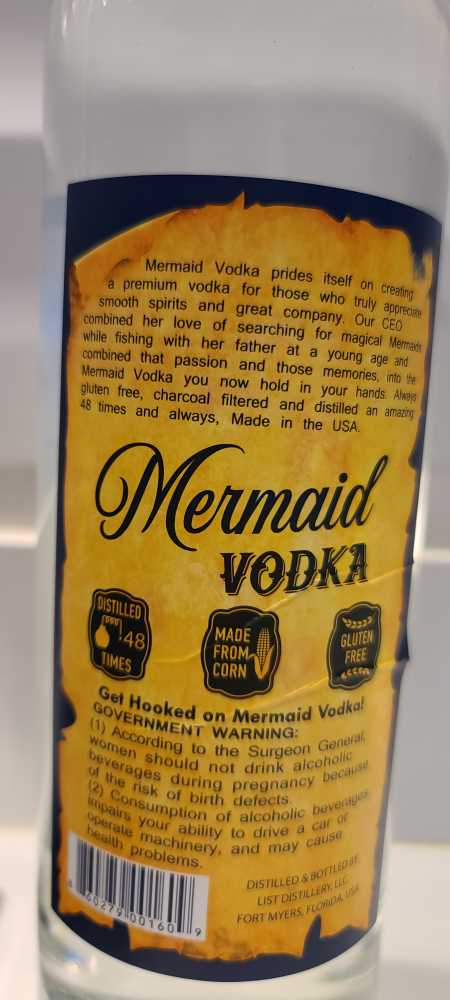 Mermaid Vodka prides itself on creating
a premium vodka for those who truly appreciate
smooth spirits and great company. Our CEO
combined her love of searching for magical Mermaids
while fishing with her father at a young age and
combined that passion and those memories, into the
Mermaid Vodka you now hold in your hands. Always
gluten free, charcoal filtered and distilled an amazing
48 times and always, Made in the USA.
Mermaid
VODKA
DISTILLED
48
TIMES
MADE
FROM
CORN
GLUTEN
FREE
Get Hooked on Mermaid Vodka!
GOVERNMENT WARNING:
(1) According to the Surgeon General,
women should not drink alcoholic
beverages during pregnancy because
of the risk of birth defects.
(2) Consumption of alcoholic beverages
impairs your ability to drive a car or
operate machinery, and may cause
health problems.
40279 00160 9
DISTILLED & BOTTLED BY:
LIST DISTILLERY, LLC
FORT MYERS, FLORIDA, USA